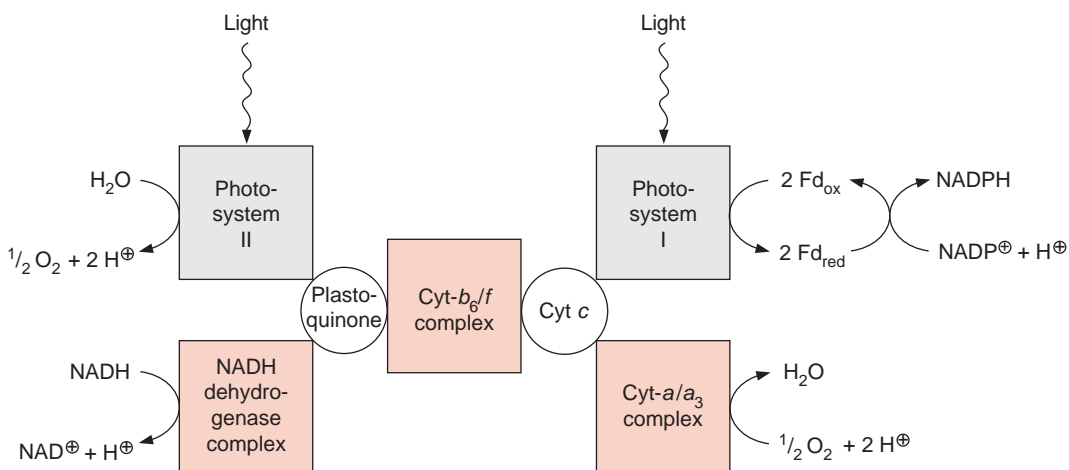 Light
Light
H₂O
½ O₂ + 2 H⊕
Photo-
system
II
Photo-
system
I
2 Fdₒₓ
2 Fd_red
NADPH
NADP⊕ + H⊕
Plasto-
quinone
Cyt-b₆/f
complex
Cyt c
NADH
NAD⊕ + H⊕
NADH
dehydro-
genase
complex
Cyt-a/a₃
complex
H₂O
½ O₂ + 2 H⊕